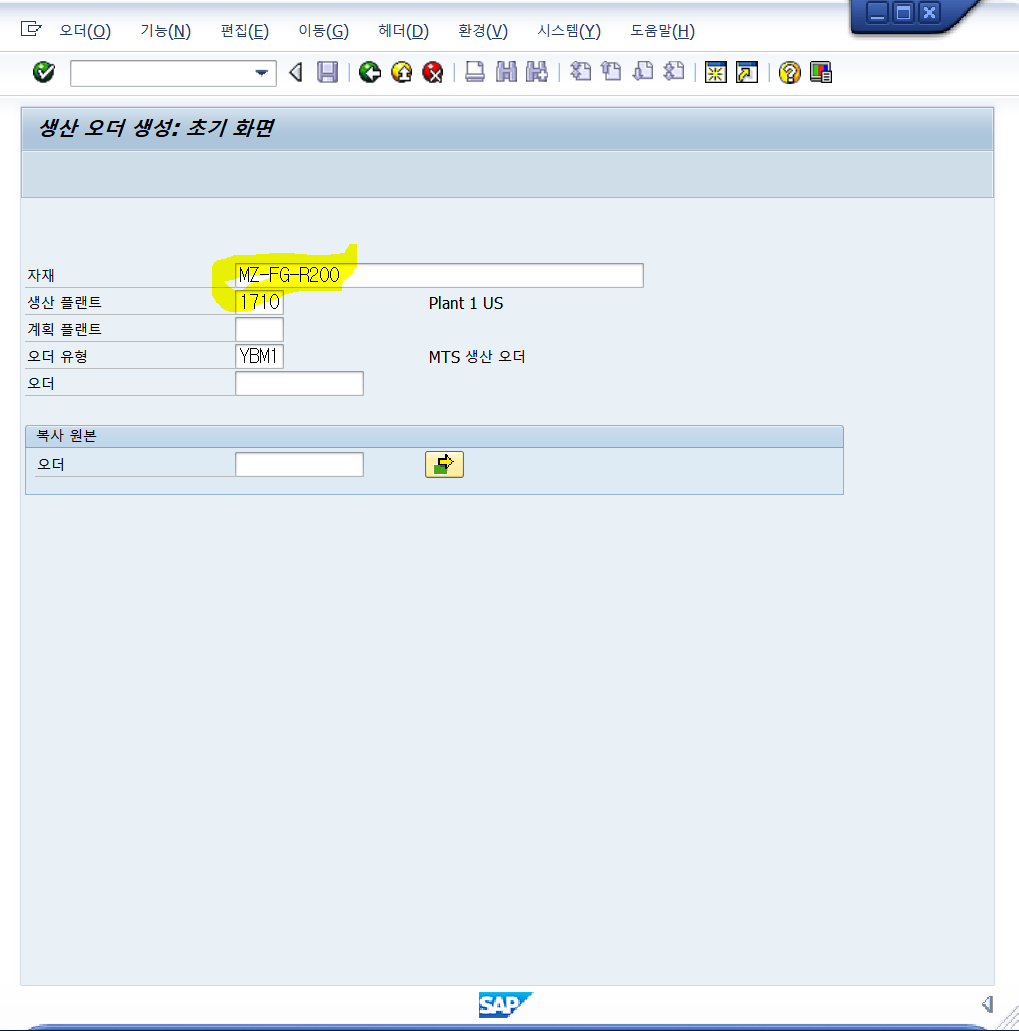 오더(O) 기능(N) 편집(E) 이동(G) 헤더(D) 환경(V) 시스템(Y) 도움말(H)
생산 오더 생성: 초기 화면
자재 MZ-FG-R200
생산 플랜트 1710 Plant 1 US
계획 플랜트
오더 유형 YBM1 MTS 생산 오더
오더
복사 원본
오더
SAP